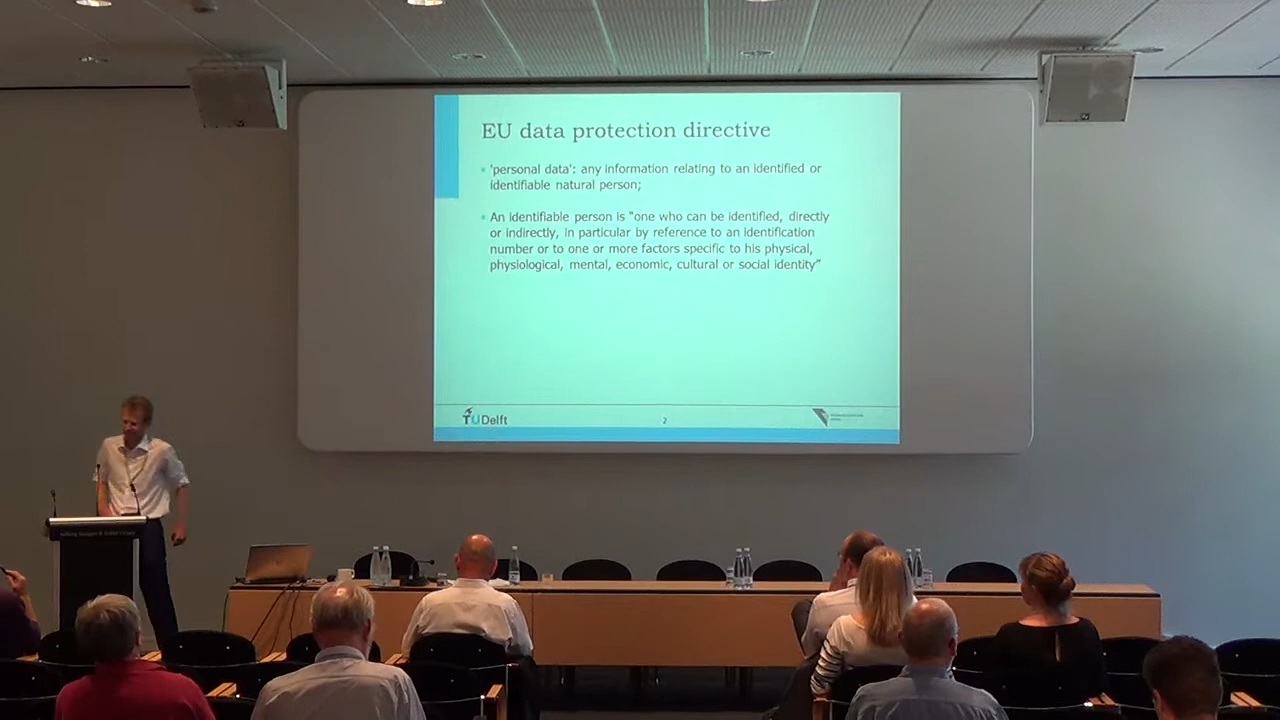 EU data protection directive
'personal data': any information relating to an identified or
identifiable natural person;
An identifiable person is "one who can be identified, directly
or indirectly, in particular by reference to an identification
number or to one or more factors specific to his physical,
physiological, mental, economic, cultural or social identity"
TU Delft
2